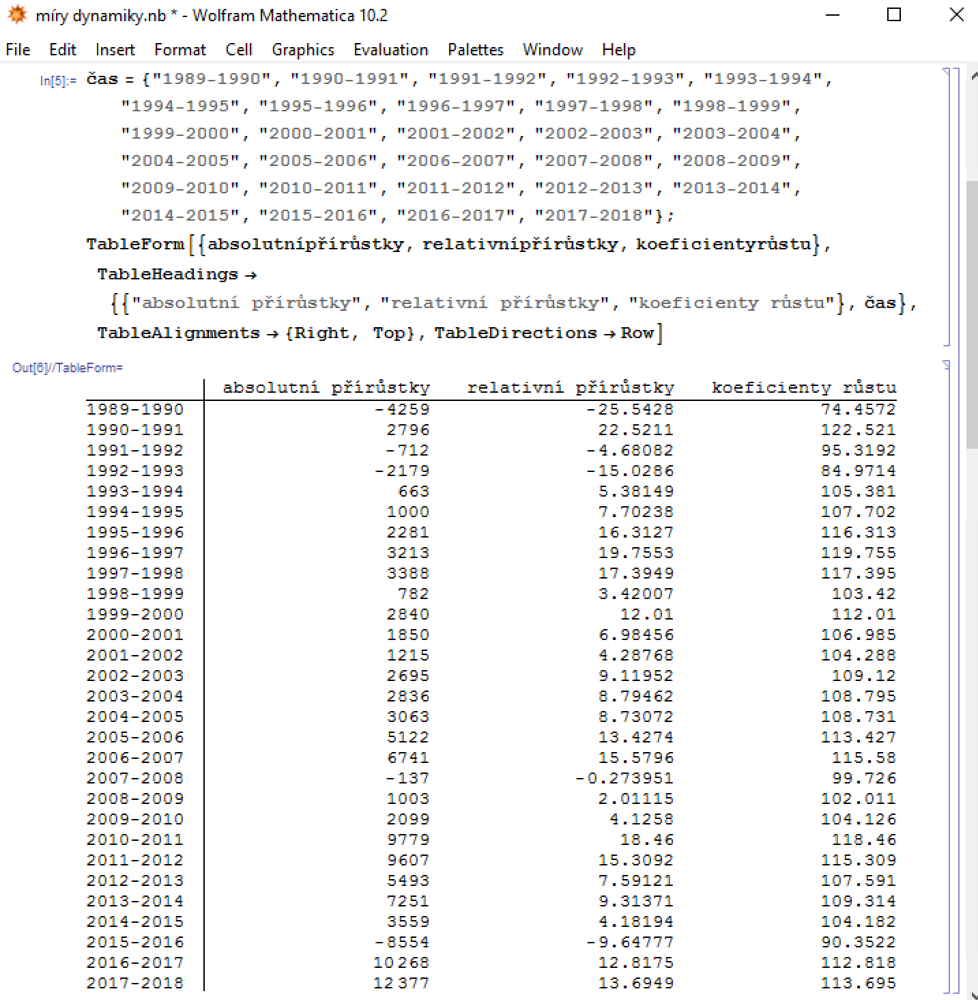 míry dynamiky.nb * - Wolfram Mathematica 10.2
File Edit Insert Format Cell Graphics Evaluation Palettes Window Help
In[5]:= čas = {"1989-1990", "1990-1991", "1991-1992", "1992-1993", "1993-1994",
"1994-1995", "1995-1996", "1996-1997", "1997-1998", "1998-1999",
"1999-2000", "2000-2001", "2001-2002", "2002-2003", "2003-2004",
"2004-2005", "2005-2006", "2006-2007", "2007-2008", "2008-2009",
"2009-2010", "2010-2011", "2011-2012", "2012-2013", "2013-2014",
"2014-2015", "2015-2016", "2016-2017", "2017-2018"};
TableForm[{absolutnípřírůstky, relativnípřírůstky, koeficientyrůstu},
TableHeadings →
{{"absolutní přírůstky", "relativní přírůstky", "koeficienty růstu"}, čas},
TableAlignments → {Right, Top}, TableDirections → Row]
Out[6]//TableForm=
absolutní přírůstky relativní přírůstky koeficienty růstu
1989-1990 -4259 -25.5428 74.4572
1990-1991 2796 22.5211 122.521
1991-1992 -712 -4.68082 95.3192
1992-1993 -2179 -15.0286 84.9714
1993-1994 663 5.38149 105.381
1994-1995 1000 7.70238 107.702
1995-1996 2281 16.3127 116.313
1996-1997 3213 19.7553 119.755
1997-1998 3388 17.3949 117.395
1998-1999 782 3.42007 103.42
1999-2000 2840 12.01 112.01
2000-2001 1850 6.98456 106.985
2001-2002 1215 4.28768 104.288
2002-2003 2695 9.11952 109.12
2003-2004 2836 8.79462 108.795
2004-2005 3063 8.73072 108.731
2005-2006 5122 13.4274 113.427
2006-2007 6741 15.5796 115.58
2007-2008 -137 -0.273951 99.726
2008-2009 1003 2.01115 102.011
2009-2010 2099 4.1258 104.126
2010-2011 9779 18.46 118.46
2011-2012 9607 15.3092 115.309
2012-2013 5493 7.59121 107.591
2013-2014 7251 9.31371 109.314
2014-2015 3559 4.18194 104.182
2015-2016 -8554 -9.64777 90.3522
2016-2017 10 268 12.8175 112.818
2017-2018 12 377 13.6949 113.695